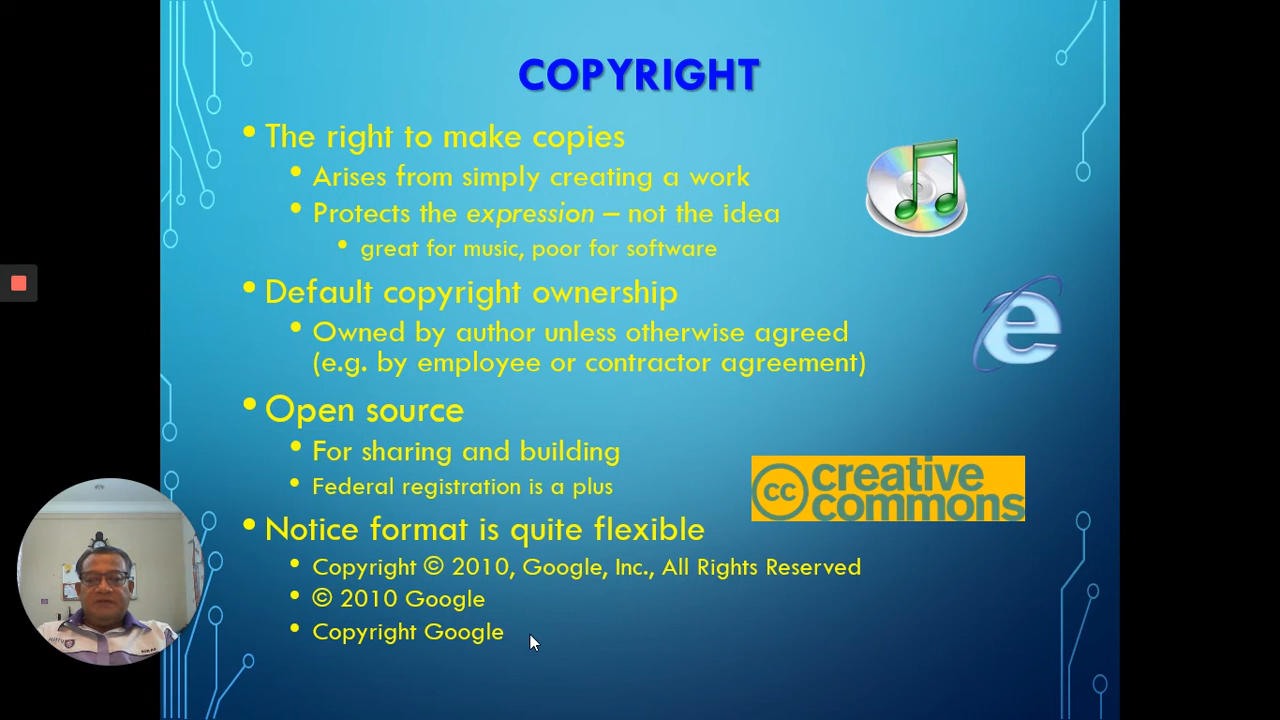 COPYRIGHT
• The right to make copies
• Arises from simply creating a work
• Protects the expression – not the idea
• great for music, poor for software
• Default copyright ownership
• Owned by author unless otherwise agreed
(e.g. by employee or contractor agreement)
• Open source
• For sharing and building
• Federal registration is a plus
cc creative
commons
• Notice format is quite flexible
• Copyright © 2010, Google, Inc., All Rights Reserved
• © 2010 Google
• Copyright Google